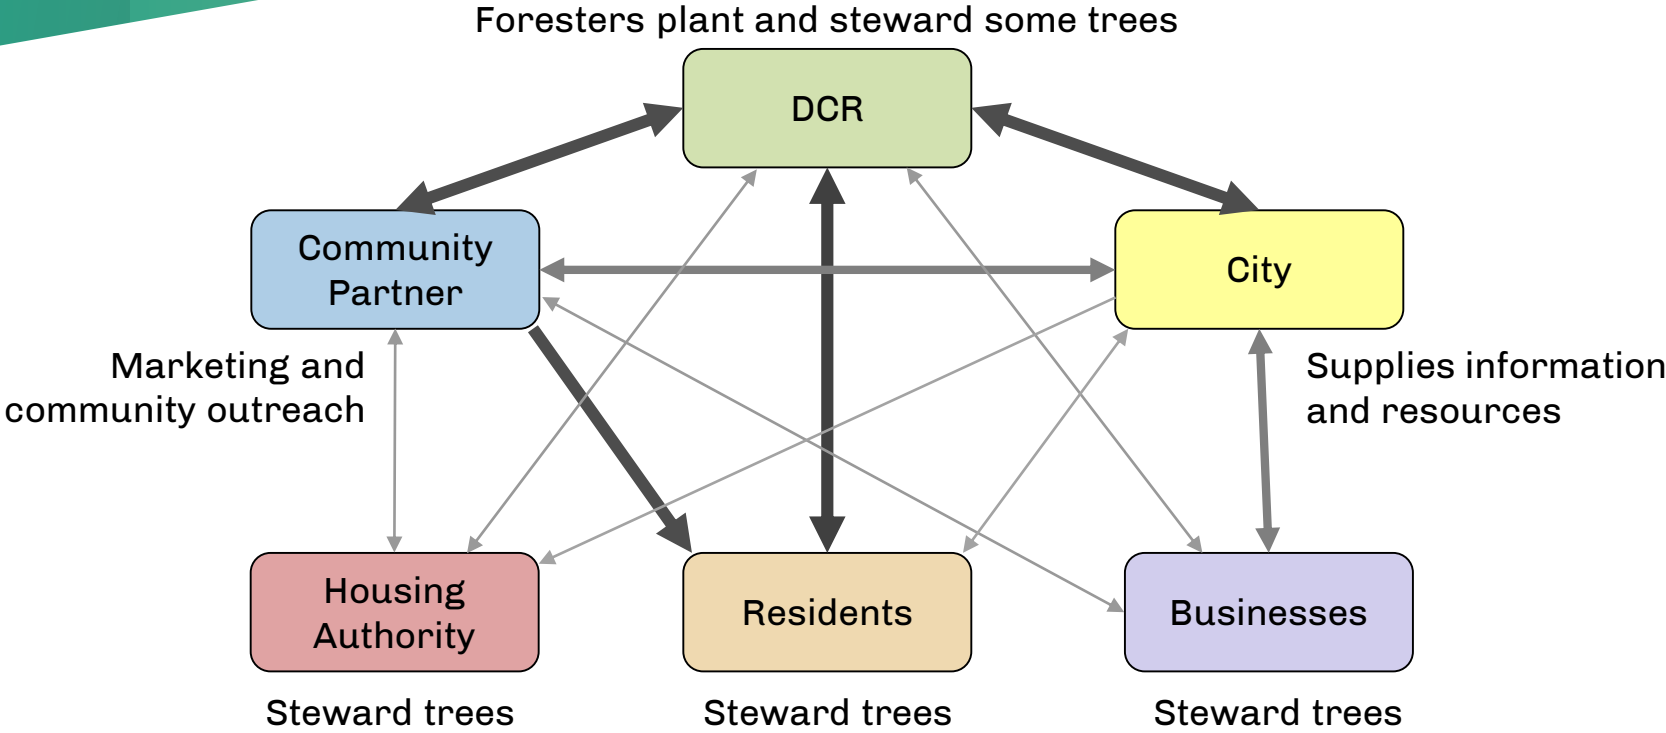 Foresters plant and steward some trees
DCR
Community
Partner
City
Marketing and
community outreach
Supplies information
and resources
Housing
Authority
Residents
Businesses
Steward trees
Steward trees
Steward trees